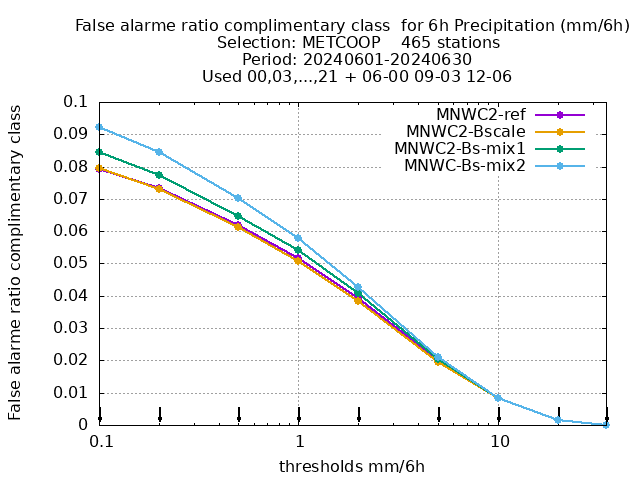 False alarme ratio complimentary class  for 6h Precipitation (mm/6h)
Selection: METCOOP    465 stations
Period: 20240601-20240630
Used 00,03,...,21 + 06-00 09-03 12-06
False alarme ratio complimentary class
0.1
0.09
0.08
0.07
0.06
0.05
0.04
0.03
0.02
0.01
0
MNWC2-ref
MNWC2-Bscale
MNWC2-Bs-mix1
MNWC-Bs-mix2
0.1
1
10
thresholds mm/6h